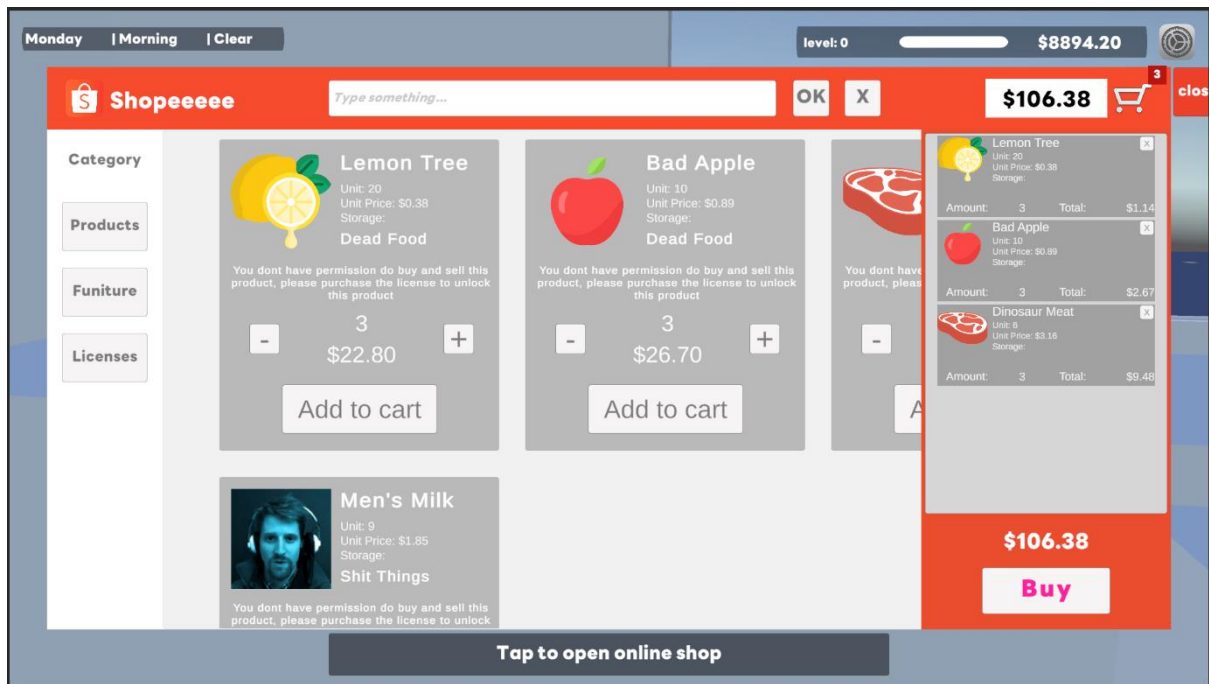 Monday | Morning | Clear
level: 0
$8894.20
S Shopeeeee
Type something...
OK
X
$106.38
3
clos
Category
Products
Funiture
Licenses
Lemon Tree
Unit: 20
Unit Price: $0.38
Storage:
Dead Food
You dont have permission do buy and sell this
product, please purchase the license to unlock
this product
-
3
+
$22.80
Add to cart
Bad Apple
Unit: 10
Unit Price: $0.89
Storage:
Dead Food
You dont have permission do buy and sell this
product, please purchase the license to unlock
this product
-
3
+
$26.70
Add to cart
You dont have
product, pleas
-
A
Men's Milk
Unit: 9
Unit Price: $1.85
Storage:
Shit Things
You dont have permission do buy and sell this
product, please purchase the license to unlock
Lemon Tree
X
Unit: 20
Unit Price: $0.38
Storage:
Amount: 3 Total: $1.14
Bad Apple
X
Unit: 10
Unit Price: $0.89
Storage:
Amount: 3 Total: $2.67
Dinosaur Meat
X
Unit: 6
Unit Price: $3.16
Storage:
Amount: 3 Total: $9.48
$106.38
Buy
Tap to open online shop